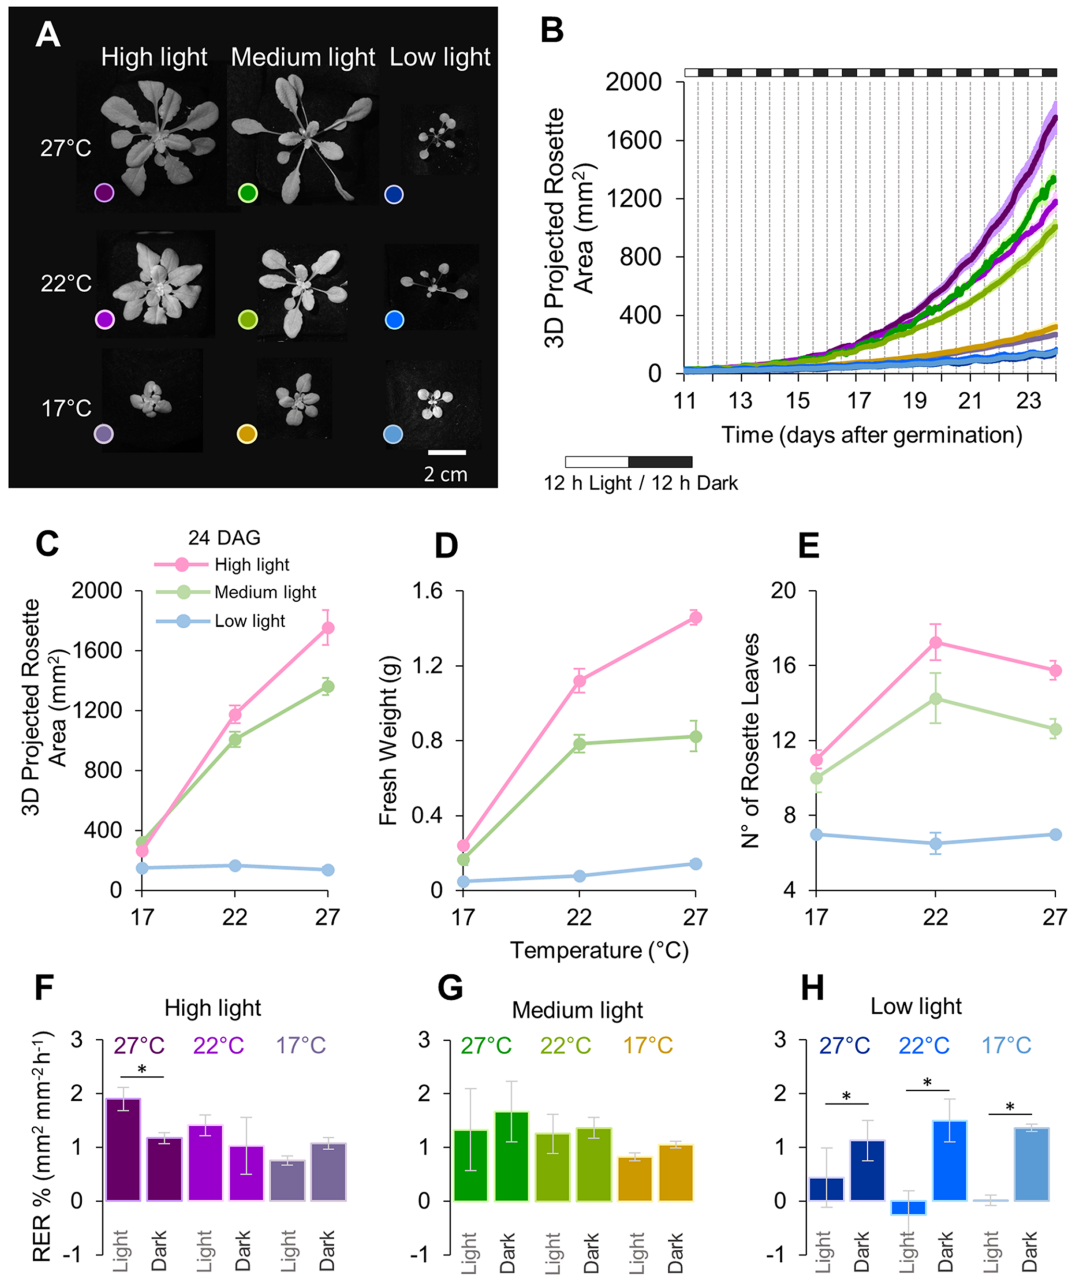 A
High light
Medium light
Low light
27°C
22°C
17°C
2 cm
B
3D Projected Rosette
Area (mm²)
2000
1600
1200
800
400
0
11
13
15
17
19
21
23
Time (days after germination)
12 h Light / 12 h Dark
C
24 DAG
High light
Medium light
Low light
3D Projected Rosette
Area (mm²)
2000
1600
1200
800
400
0
17
22
27
D
Fresh Weight (g)
1.6
1.2
0.8
0.4
0
17
22
27
Temperature (°C)
E
N° of Rosette Leaves
20
16
12
8
4
17
22
27
F
High light
RER % (mm² mm⁻²h⁻¹)
3
2
1
0
-1
27°C
22°C
17°C
*
Light
Dark
Light
Dark
Light
Dark
G
Medium light
3
2
1
0
-1
27°C
22°C
17°C
Light
Dark
Light
Dark
Light
Dark
H
Low light
3
2
1
0
-1
27°C
22°C
17°C
*
*
*
Light
Dark
Light
Dark
Light
Dark